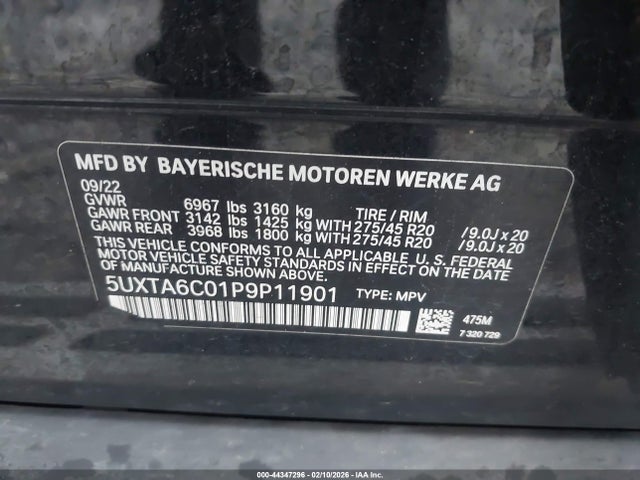 MFD BY BAYERISCHE MOTOREN WERKE AG
09/22
GVWR 6967 lbs 3160 kg TIRE / RIM
GAWR FRONT 3142 lbs 1425 kg WITH 275/45 R20 /9.0J x 20
GAWR REAR 3968 lbs 1800 kg WITH 275/45 R20 /9.0J x 20
THIS VEHICLE CONFORMS TO ALL APPLICABLE U. S. FEDERAL
MOTOR VEHICLE SAFETY STANDARDS IN EFFECT ON THE DATE
OF MANUFACTURE SHOWN ABOVE.
5UXTA6C01P9P11901 TYPE: MPV
475M
7 320 729
000-44347296 - 02/10/2026 - IAA Inc.